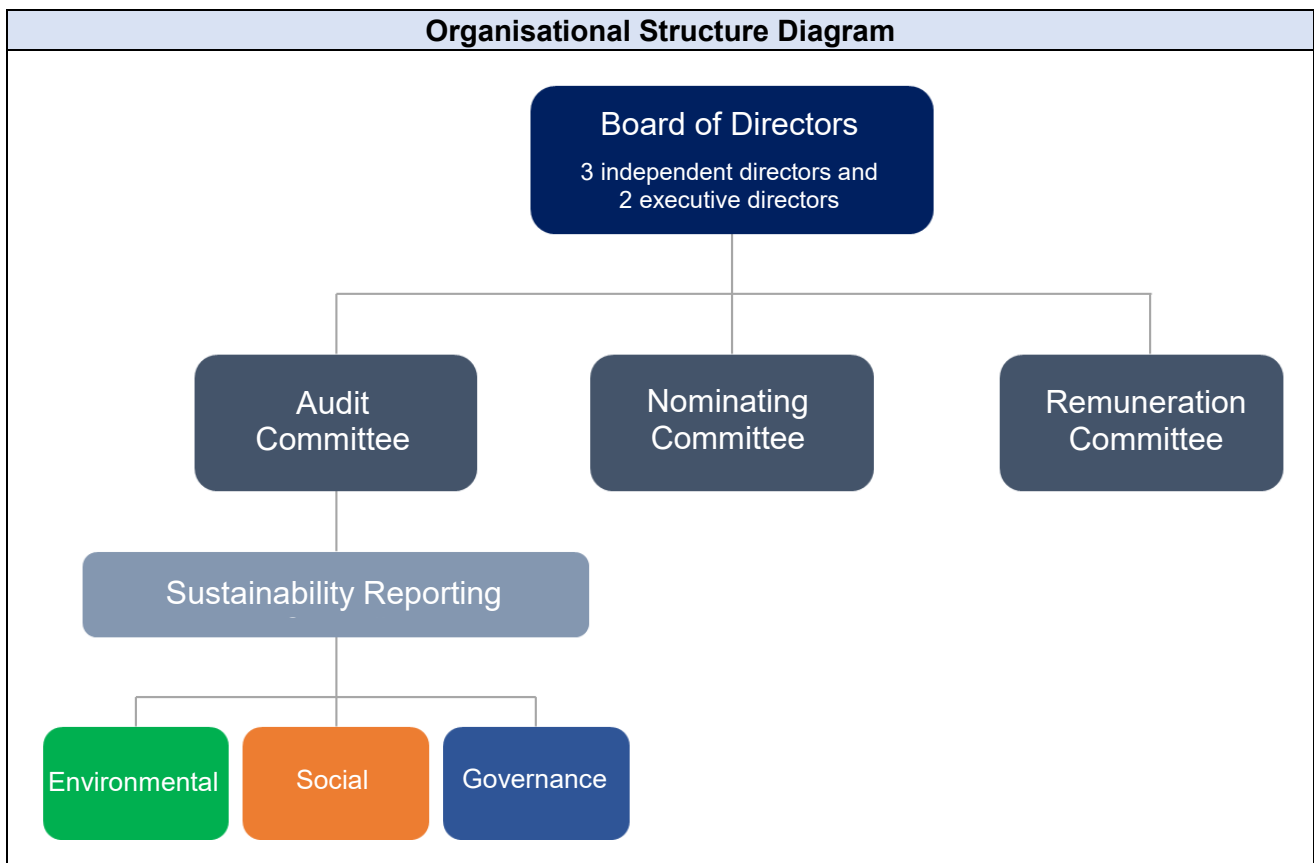 Organisational Structure Diagram
Board of Directors
3 independent directors and
2 executive directors
Audit
Committee
Nominating
Committee
Remuneration
Committee
Sustainability Reporting
Environmental
Social
Governance